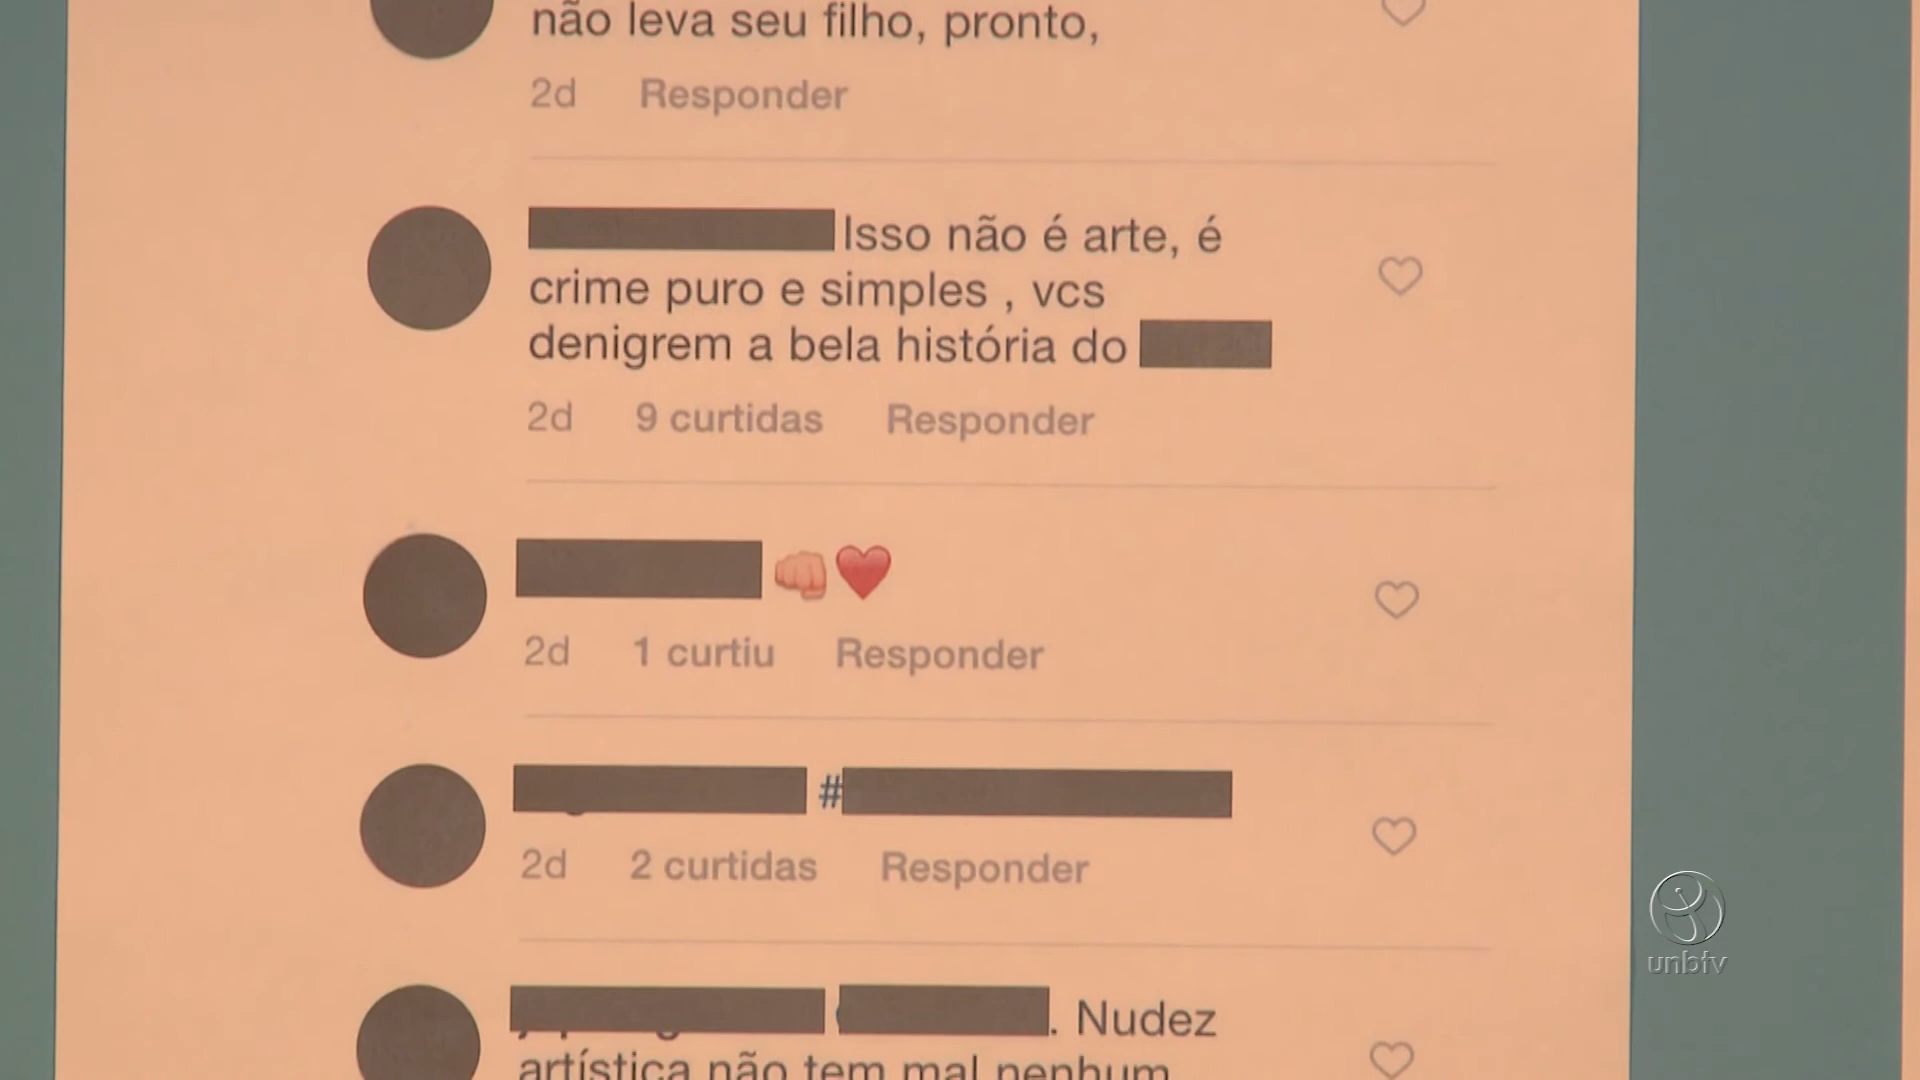 não leva seu filho, pronto,
2d Responder
Isso não é arte, é
crime puro e simples , vcs
denigrem a bela história do
2d 9 curtidas Responder
2d 1 curtiu Responder
#
2d 2 curtidas Responder
. Nudez
artística não tem mal nenhum
unbtv